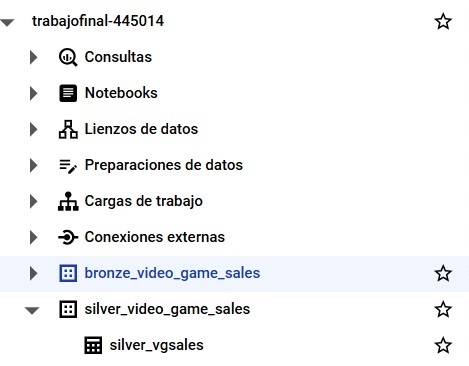 trabajofinal-445014
Consultas
Notebooks
Lienzos de datos
Preparaciones de datos
Cargas de trabajo
Conexiones externas
bronze_video_game_sales
silver_video_game_sales
silver_vgsales